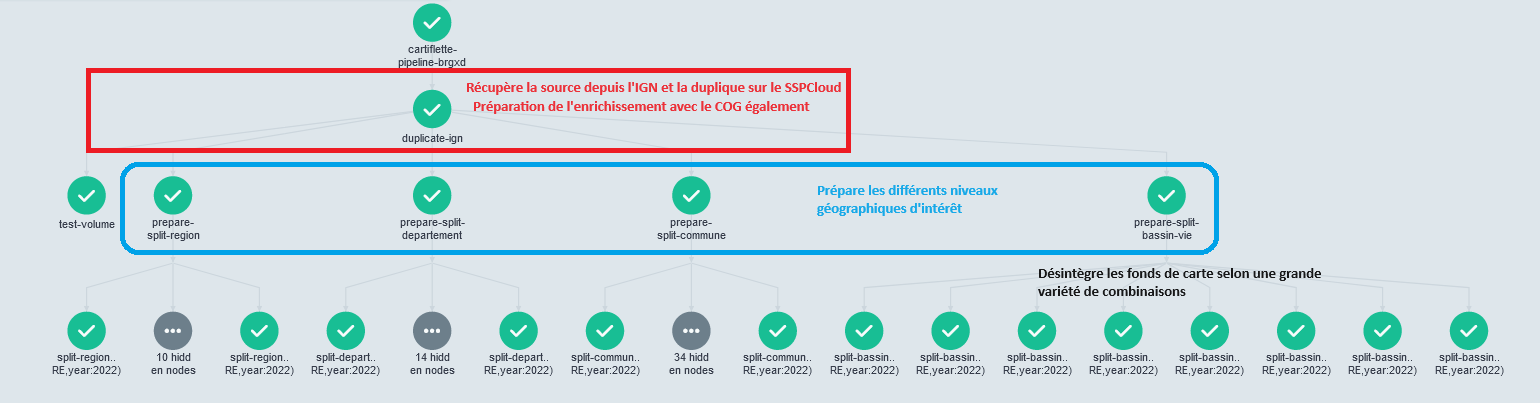 cartiflette-
pipeline-brgxd
Récupère la source depuis l'IGN et la duplique sur le SSPCloud
Préparation de l'enrichissement avec le COG également
duplicate-ign
Prépare les différents niveaux
géographiques d'intérêt
test-volume
prepare-
split-region
prepare-split-
departement
prepare-
split-commune
prepare-split-
bassin-vie
Désintègre les fonds de carte selon une grande
variété de combinaisons
split-region..
RE,year:2022)
10 hidd
en nodes
split-region..
RE,year:2022)
split-depart..
RE,year:2022)
14 hidd
en nodes
split-depart..
RE,year:2022)
split-commun..
RE,year:2022)
34 hidd
en nodes
split-commun..
RE,year:2022)
split-bassin..
RE,year:2022)
split-bassin..
RE,year:2022)
split-bassin..
RE,year:2022)
split-bassin..
RE,year:2022)
split-bassin..
RE,year:2022)
split-bassin..
RE,year:2022)
split-bassin..
RE,year:2022)
split-bassin..
RE,year:2022)